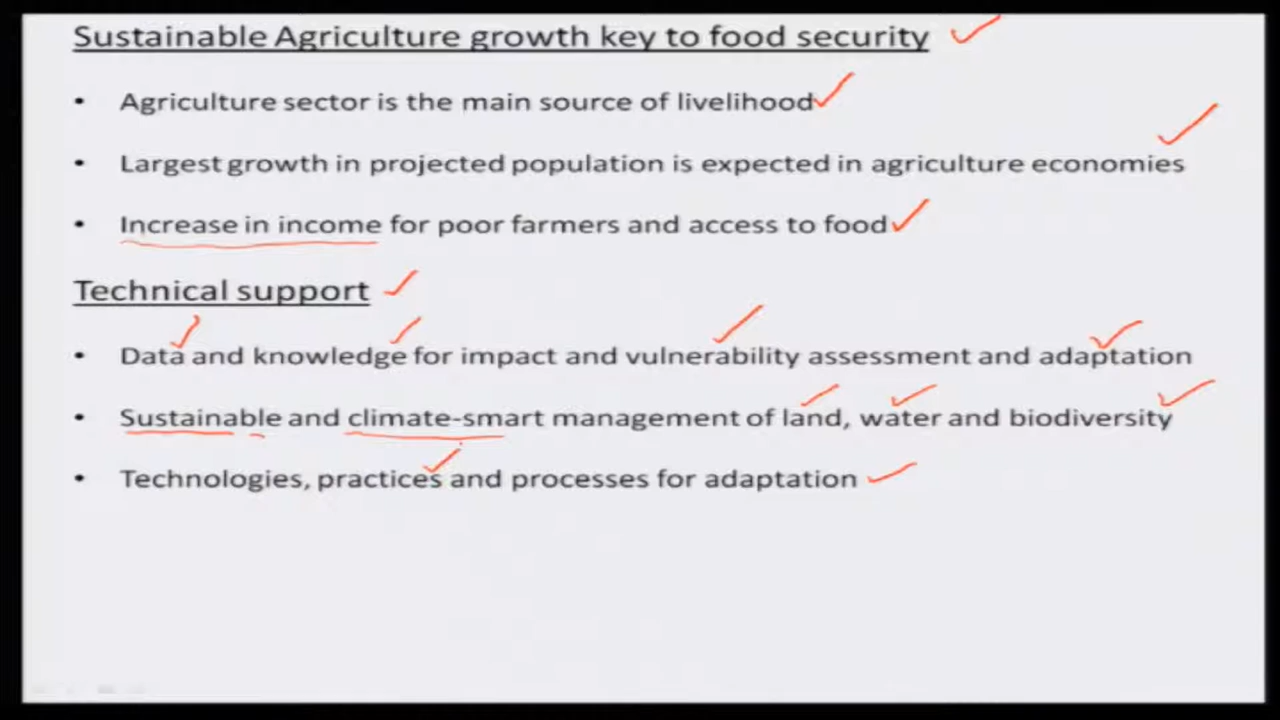 Sustainable Agriculture growth key to food security
• Agriculture sector is the main source of livelihood
• Largest growth in projected population is expected in agriculture economies
• Increase in income for poor farmers and access to food
Technical support
• Data and knowledge for impact and vulnerability assessment and adaptation
• Sustainable and climate-smart management of land, water and biodiversity
• Technologies, practices and processes for adaptation